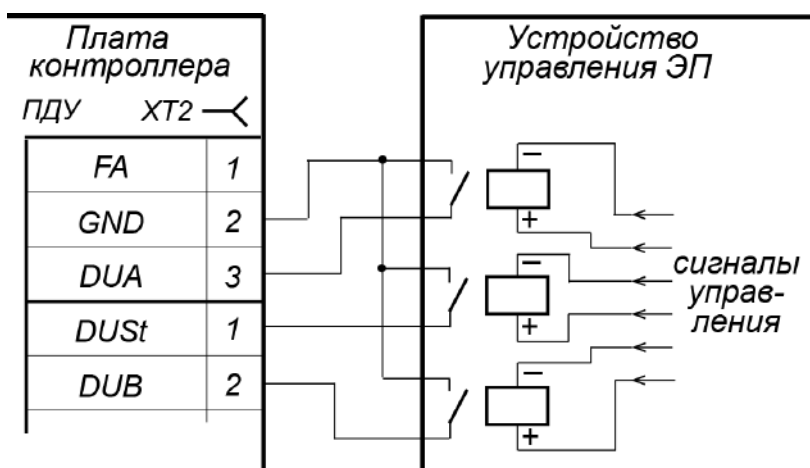 Плата
контроллера
ПДУ XT2
FA 1
GND 2
DUA 3
DUSt 1
DUB 2
Устройство
управления ЭП
−
+
−
+
−
+
сигналы
управ-
ления